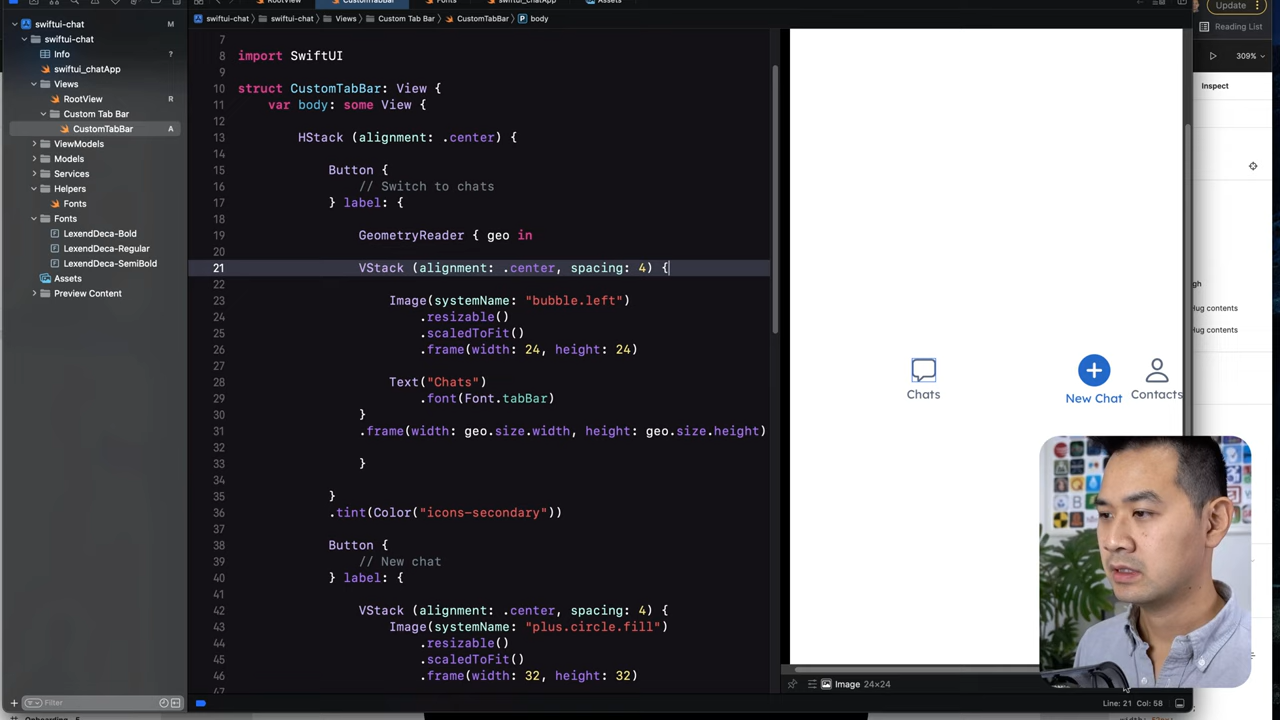 RootView
CustomTabBar
Fonts
swiftui_chatApp
Assets
Update
swiftui-chat
M
swiftui-chat
swiftui-chat
Views
Custom Tab Bar
CustomTabBar
body
Reading List
swiftui-chat
Info
?
swiftui_chatApp
Views
RootView
R
Custom Tab Bar
CustomTabBar
A
ViewModels
Models
Services
Helpers
Fonts
Fonts
LexendDeca-Bold
LexendDeca-Regular
LexendDeca-SemiBold
Assets
Preview Content
Filter
7
8 import SwiftUI
9
10 struct CustomTabBar: View {
11 var body: some View {
12
13 HStack (alignment: .center) {
14
15 Button {
16 // Switch to chats
17 } label: {
18
19 GeometryReader { geo in
20
21 VStack (alignment: .center, spacing: 4) {
22
23 Image(systemName: "bubble.left")
24 .resizable()
25 .scaledToFit()
26 .frame(width: 24, height: 24)
27
28 Text("Chats")
29 .font(Font.tabBar)
30 }
31 .frame(width: geo.size.width, height: geo.size.height)
32
33 }
34
35 }
36 .tint(Color("icons-secondary"))
37
38 Button {
39 // New chat
40 } label: {
41
42 VStack (alignment: .center, spacing: 4) {
43 Image(systemName: "plus.circle.fill")
44 .resizable()
45 .scaledToFit()
46 .frame(width: 32, height: 32)
47
Chats
New Chat
Contacts
Image 24×24
Line: 21 Col: 58
309%
Inspect
Hug contents
Hug contents